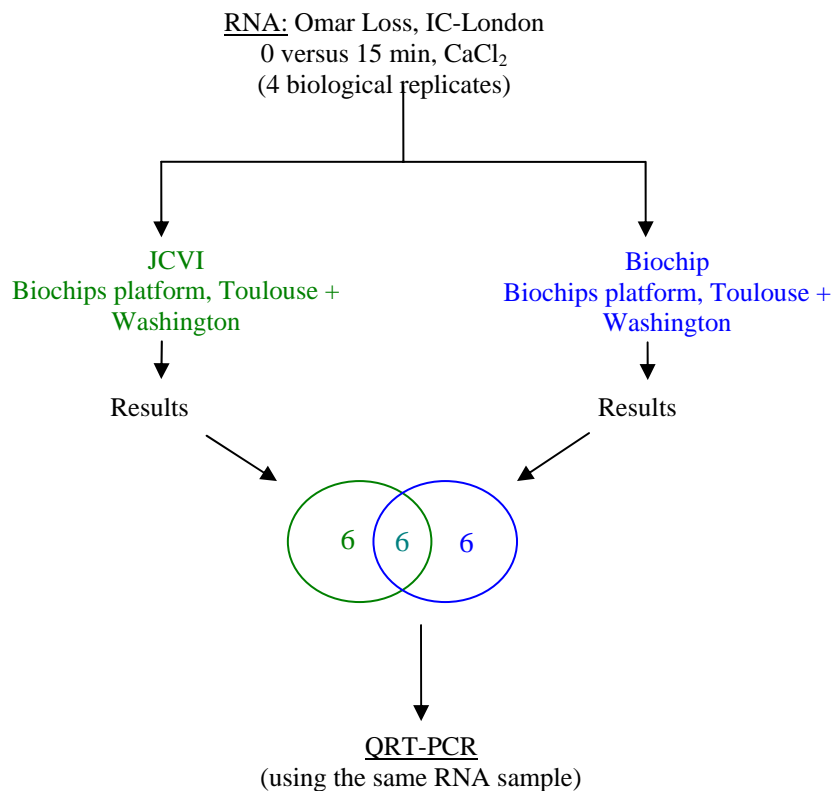 RNA: Omar Loss, IC-London
0 versus 15 min, CaCl₂
(4 biological replicates)
JCVI
Biochips platform, Toulouse +
Washington
Biochip
Biochips platform, Toulouse +
Washington
Results
Results
6 6 6
QRT-PCR
(using the same RNA sample)